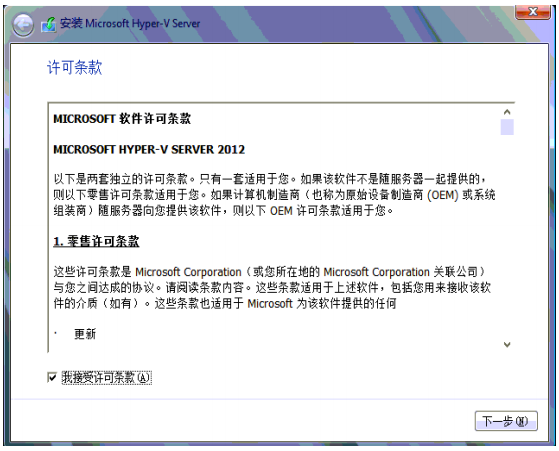 安装 Microsoft Hyper-V Server
许可条款
MICROSOFT 软件许可条款
MICROSOFT HYPER-V SERVER 2012
以下是两套独立的许可条款。只有一套适用于您。如果该软件不是随服务器一起提供的，
则以下零售许可条款适用于您。如果计算机制造商（也称为原始设备制造商 (OEM) 或系统
组装商）随服务器向您提供该软件，则以下 OEM 许可条款适用于您。
1. 零售许可条款
这些许可条款是 Microsoft Corporation（或您所在地的 Microsoft Corporation 关联公司）
与您之间达成的协议。请阅读条款内容。这些条款适用于上述软件，包括您用来接收该软
件的介质（如有）。这些条款也适用于 Microsoft 为该软件提供的任何
· 更新
我接受许可条款(A)
下一步(N)